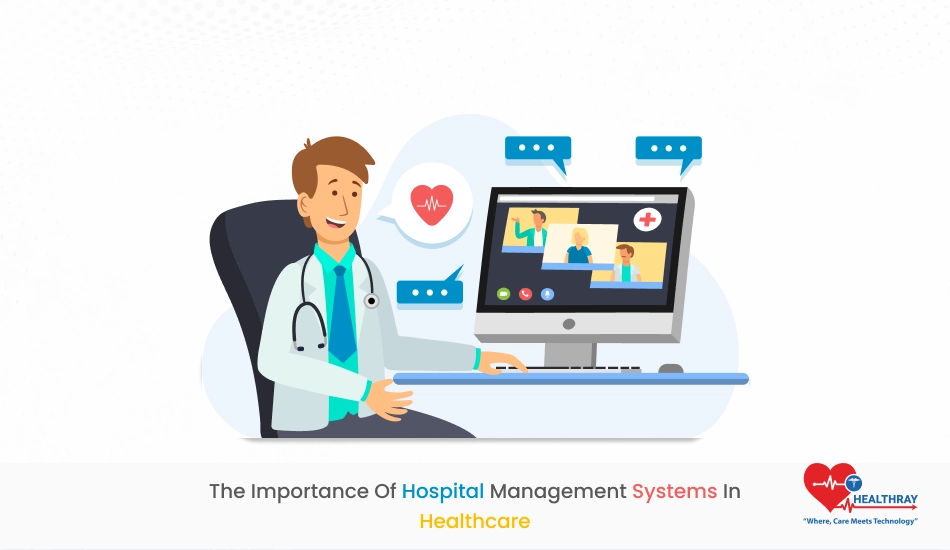 The Importance Of Hospital Management Systems In
Healthcare
HEALTHRAY
"Where, Care Meets Technology"